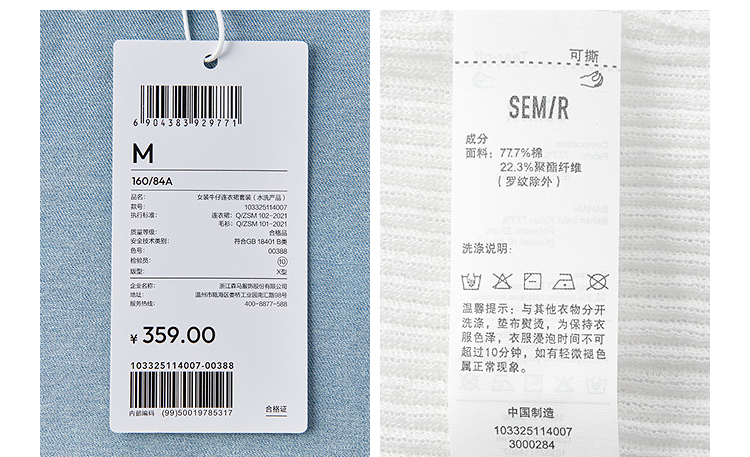 6 904383 929771
M
160/84A
品名: 女装牛仔连衣裙套装（水洗产品）
款号: 103325114007
执行标准: 连衣裙: Q/ZSM 102-2021
毛衫: Q/ZSM 101-2021
质量等级: 合格品
安全技术类别: 符合GB 18401 B类
色号: 00388
检验员: 10
版型: X型
企业名称: 浙江森马服饰股份有限公司
地址: 温州市瓯海区娄桥工业园南汇路98号
服务热线: 400-8877-588
¥ 359.00
103325114007-00388
内部编码 (99)50019785317
合格证
可撕
SEM/R
成分
面料: 77.7%棉
22.3%聚酯纤维
（罗纹除外）
洗涤说明:
温馨提示: 与其他衣物分开
洗涤，垫布熨烫，为保持衣
服色泽，衣服浸泡时间不可
超过10分钟，如有轻微褪色
属正常现象。
中国制造
103325114007
3000284